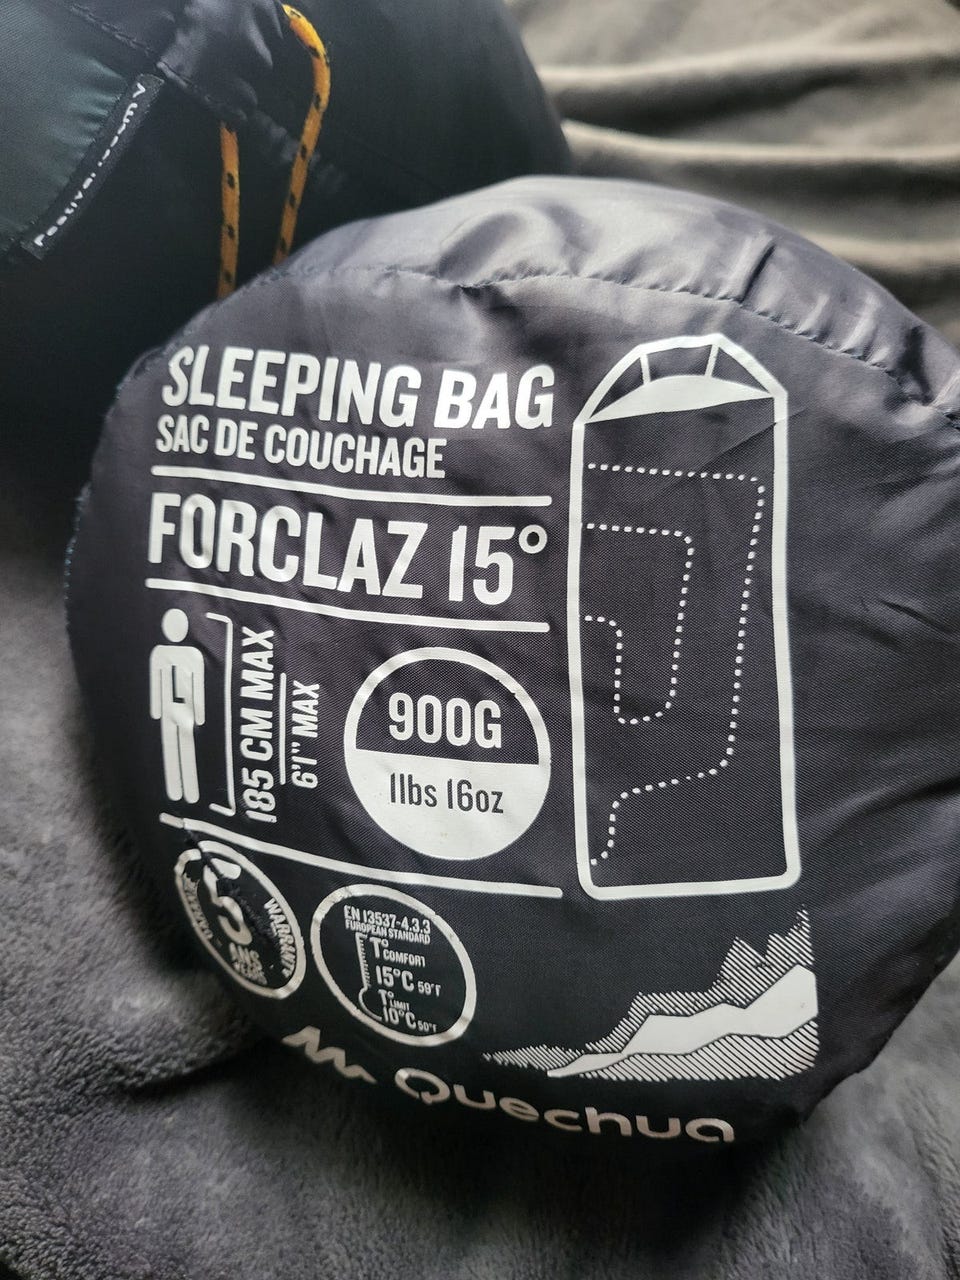 SLEEPING BAG
SAC DE COUCHAGE
FORCLAZ 15°
185 CM MAX
6'1" MAX
900G
1lbs 16oz
5
ANS
WARRANTY
EN 13537-4.3.3
EUROPEAN STANDARD
T° COMFORT
15°C 59°F
T° LIMIT
10°C 50°F
Quechua